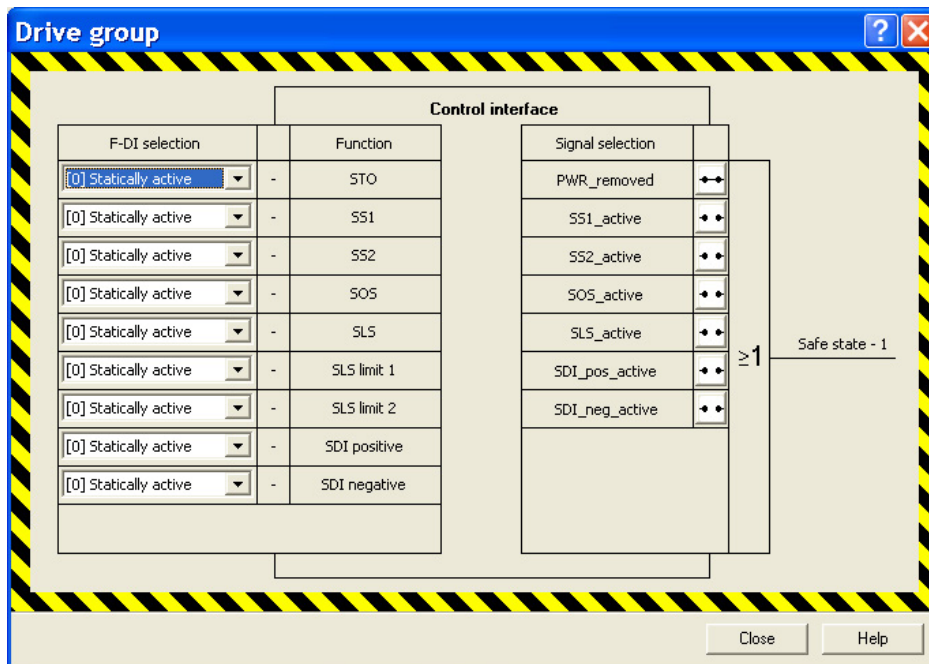 Drive group
Control interface
F-DI selection Function Signal selection
[0] Statically active - STO PWR_removed
[0] Statically active - SS1 SS1_active
[0] Statically active - SS2 SS2_active
[0] Statically active - SOS SOS_active
[0] Statically active - SLS SLS_active
[0] Statically active - SLS limit 1 SDI_pos_active ≥1 Safe state - 1
[0] Statically active - SLS limit 2 SDI_neg_active
[0] Statically active - SDI positive
[0] Statically active - SDI negative
Close Help